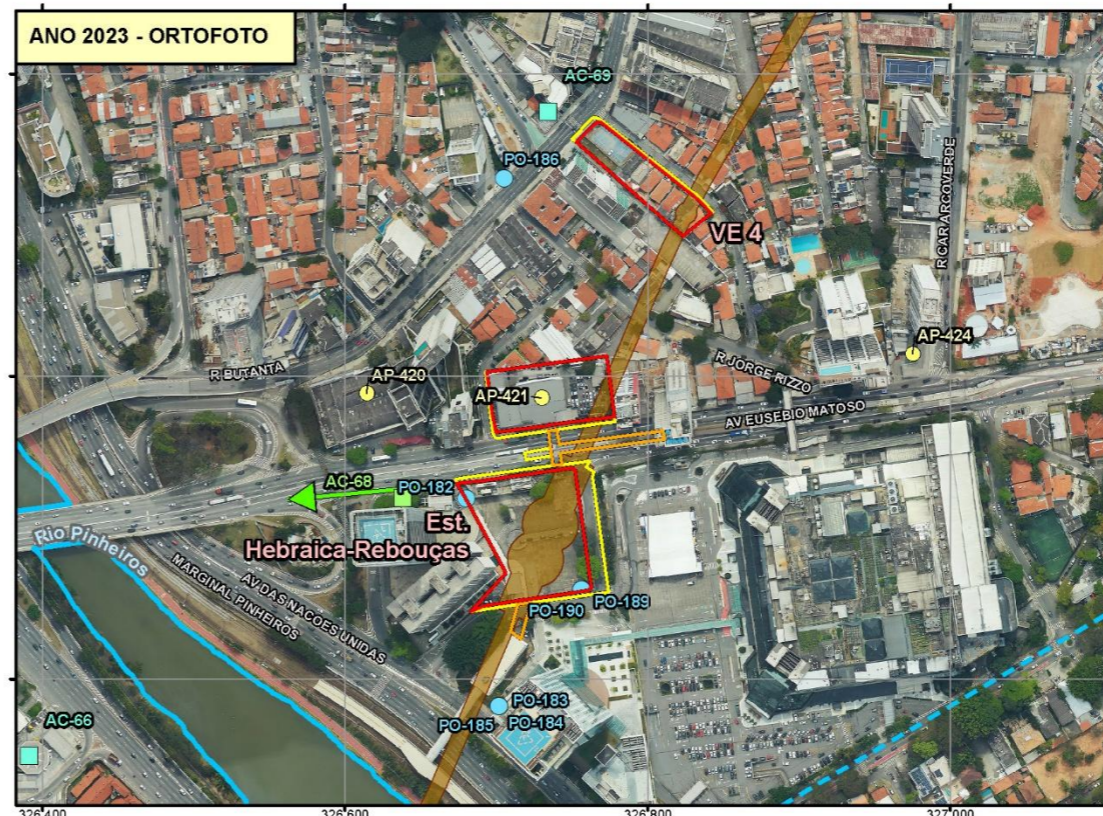 ANO 2023 - ORTOFOTO
AC-69
PO-186
VE 4
R CARD ARCOVERDE
AP-424
R JORGE RIZZO
R BUTANTA
AP-420
AP-421
AV EUSEBIO MATOSO
AC-68
PO-182
Est.
Hebraica-Rebouças
Rio Pinheiros
AV DAS NACOES UNIDAS
MARGINAL PINHEIROS
PO-190
PO-189
PO-183
PO-185
PO-184
AC-66
326.400
326.600
326.800
327.000